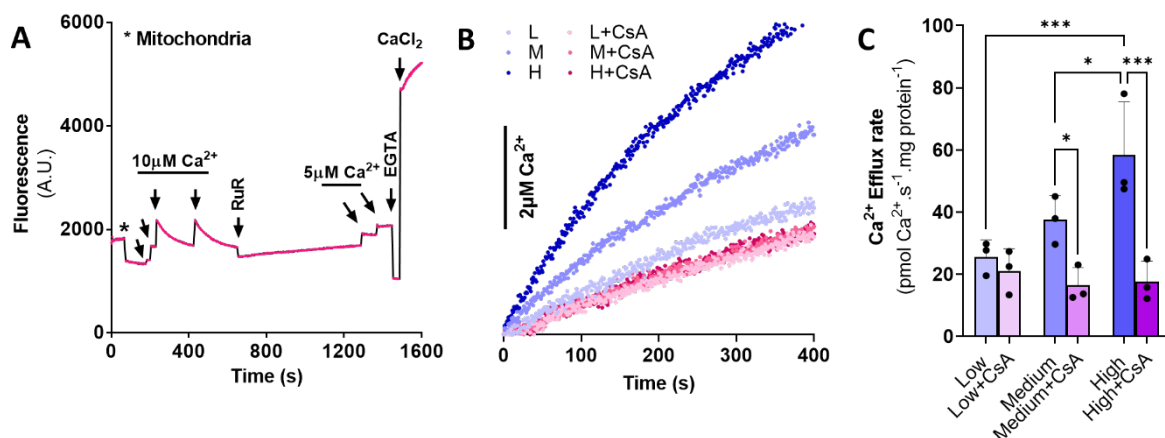 A
* Mitochondria
CaCl₂
Fluorescence
(A.U.)
6000
4000
2000
0
10µM Ca²⁺
RuR
5µM Ca²⁺
EGTA
0
400
800
1200
1600
Time (s)
B
L
L+CsA
M
M+CsA
H
H+CsA
2µM Ca²⁺
0
100
200
300
400
Time (s)
C
Ca²⁺ Efflux rate
(pmol Ca²⁺.s⁻¹.mg protein⁻¹)
100
80
60
40
20
0
***
*
***
*
Low
Low+CsA
Medium
Medium+CsA
High
High+CsA